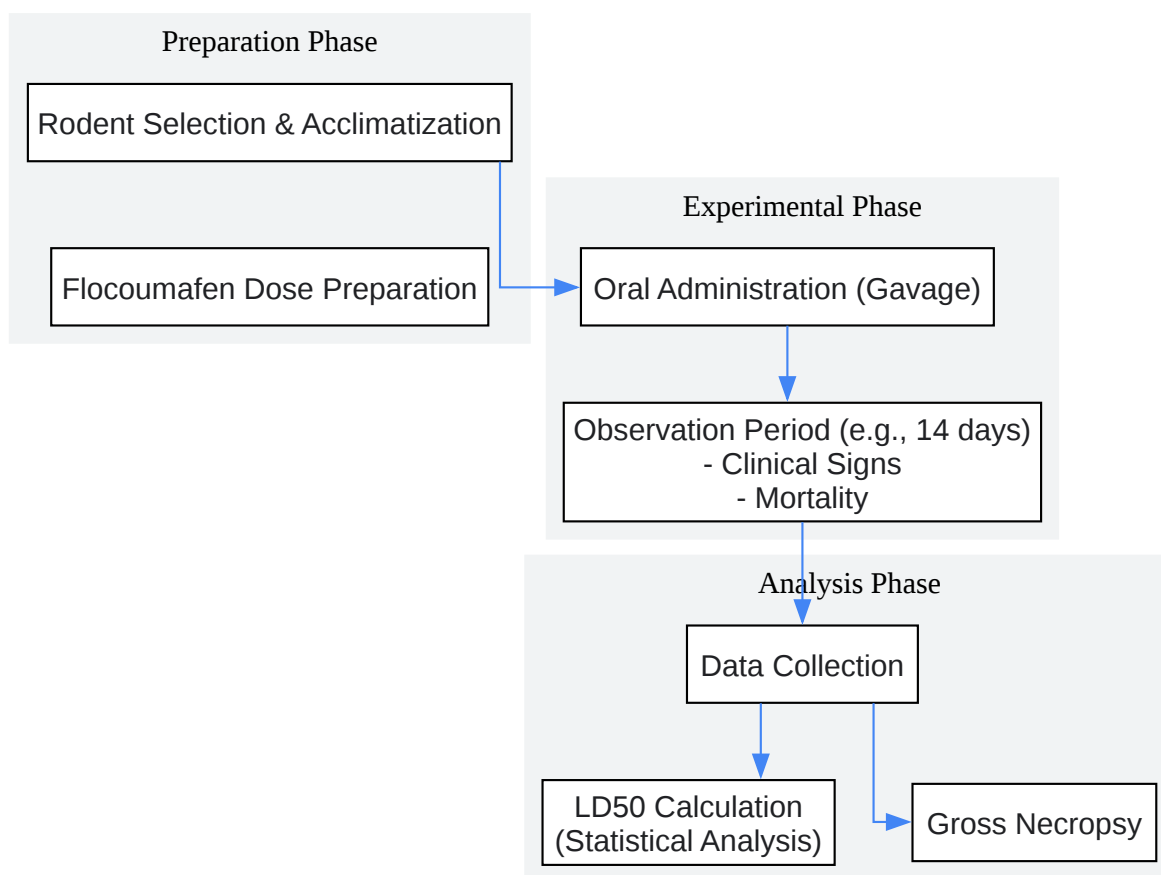 Preparation Phase
Rodent Selection & Acclimatization
Flocoumafen Dose Preparation
Experimental Phase
Oral Administration (Gavage)
Observation Period (e.g., 14 days)
- Clinical Signs
- Mortality
Analysis Phase
Data Collection
LD50 Calculation
(Statistical Analysis)
Gross Necropsy